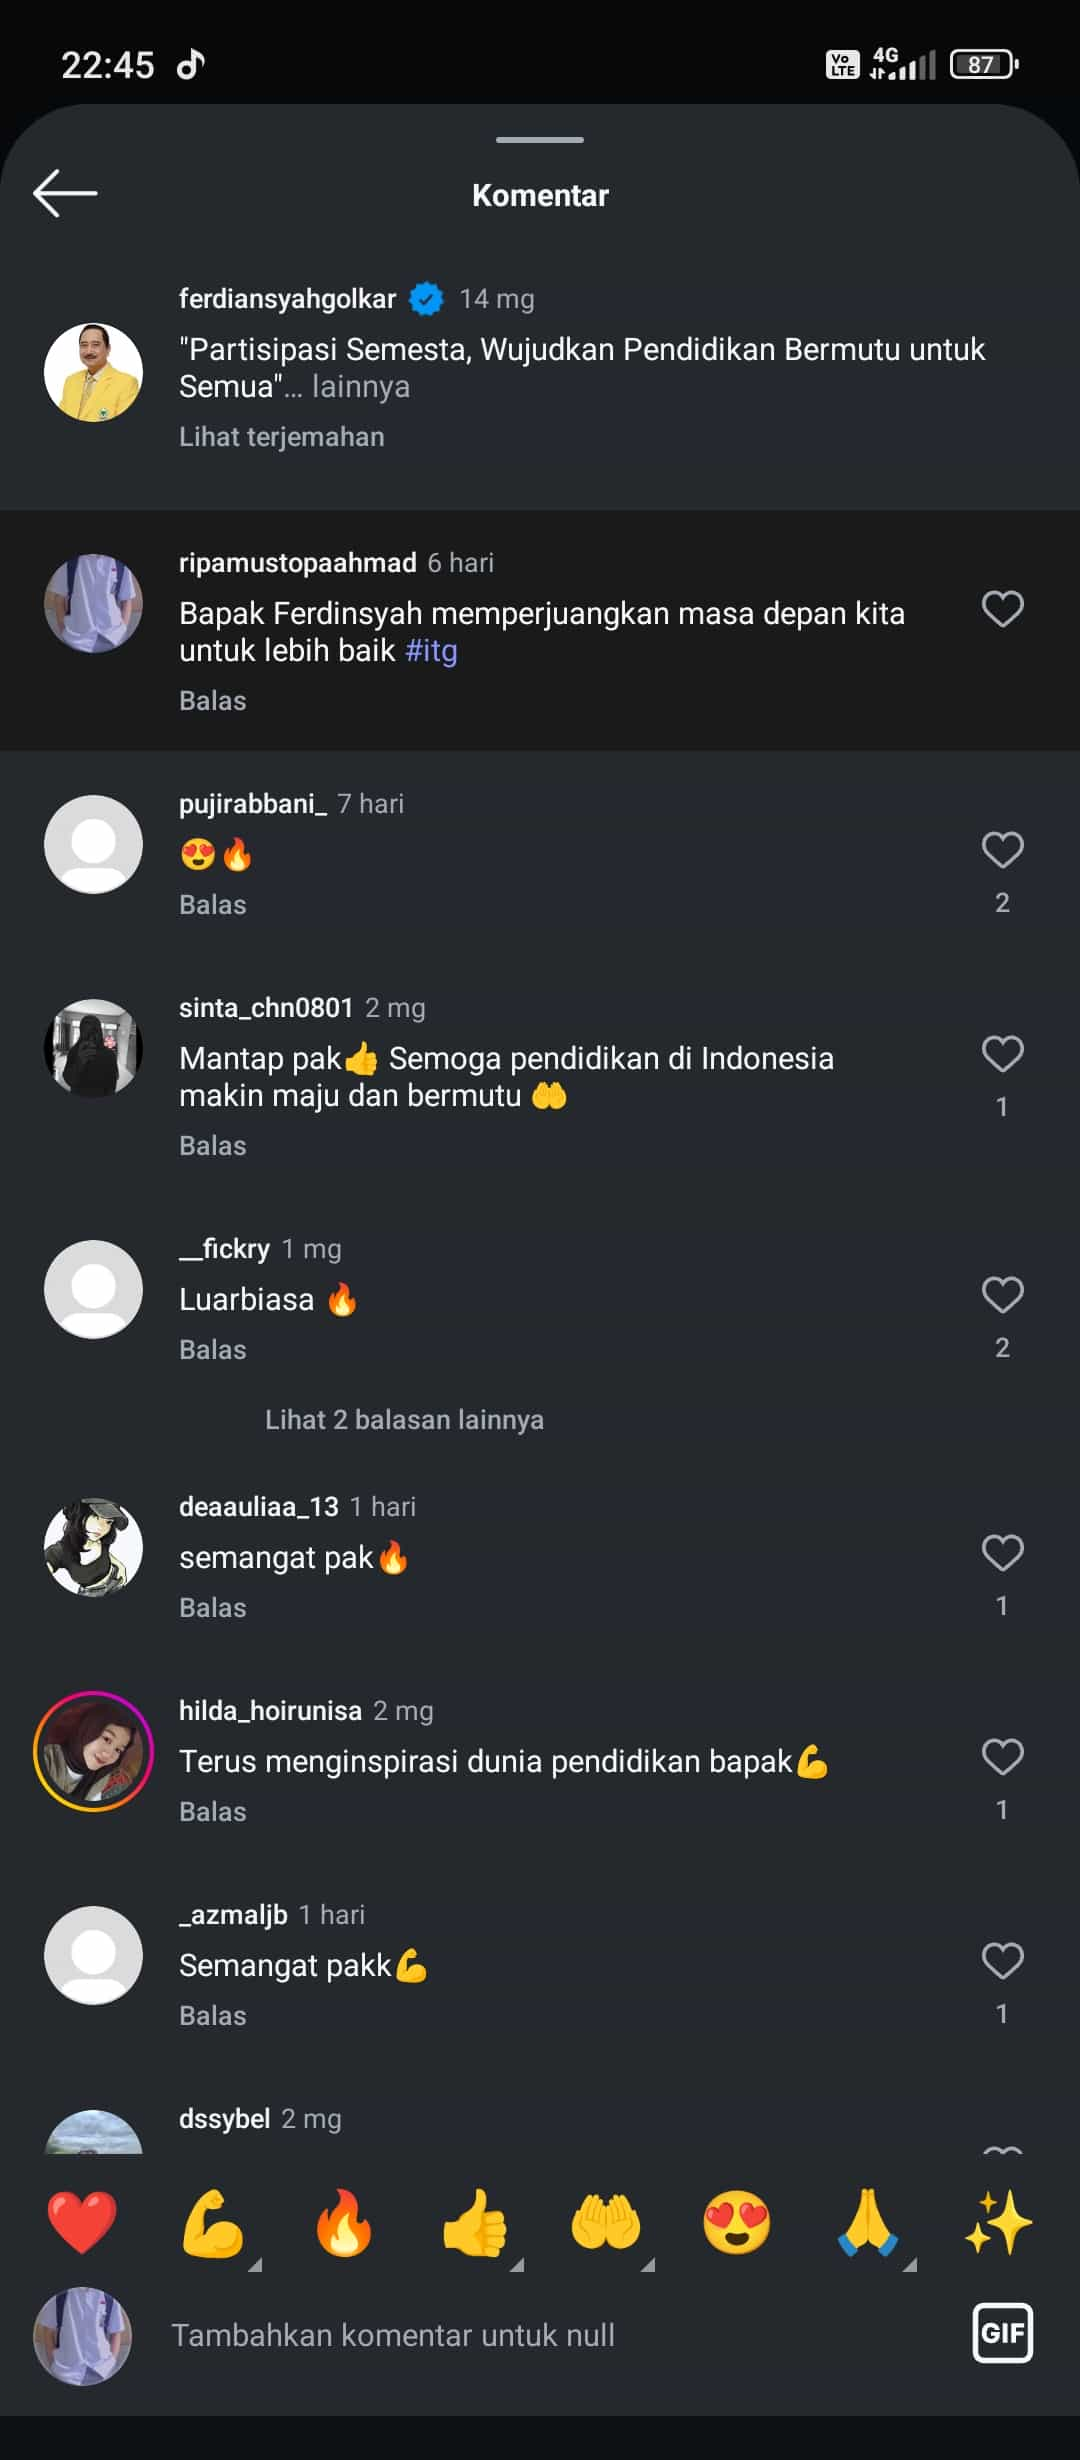 22:45
Vo LTE 4G 87
Komentar
ferdiansyahgolkar 14 mg
"Partisipasi Semesta, Wujudkan Pendidikan Bermutu untuk
Semua"... lainnya
Lihat terjemahan
ripamustopaahmad 6 hari
Bapak Ferdinsyah memperjuangkan masa depan kita
untuk lebih baik #itg
Balas
pujirabbani_ 7 hari
😍🔥
Balas
2
sinta_chn0801 2 mg
Mantap pak👍 Semoga pendidikan di Indonesia
makin maju dan bermutu 🤲
1
Balas
__fickry 1 mg
Luarbiasa 🔥
Balas
2
Lihat 2 balasan lainnya
deaauliaa_13 1 hari
semangat pak🔥
Balas
1
hilda_hoirunisa 2 mg
Terus menginspirasi dunia pendidikan bapak💪
Balas
1
_azmaljb 1 hari
Semangat pakk💪
Balas
1
dssybel 2 mg
❤️ 💪 🔥 👍 🤲 😍 🙏 ✨
Tambahkan komentar untuk null
GIF